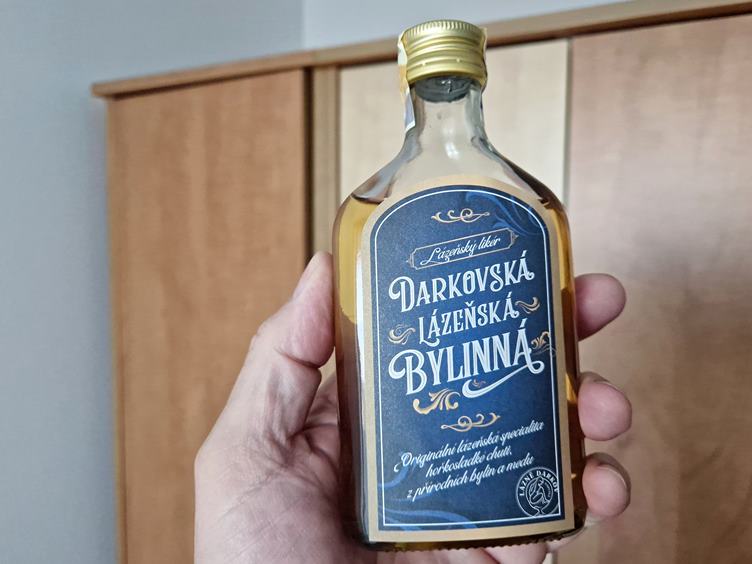 Lázeňský likér
DARKOVSKÁ
LÁZEŇSKÁ
BYLINNÁ
Originální lázeňská specialita
hořkosladké chuti,
z přírodních bylin a medu
LÁZNĚ DARKOV